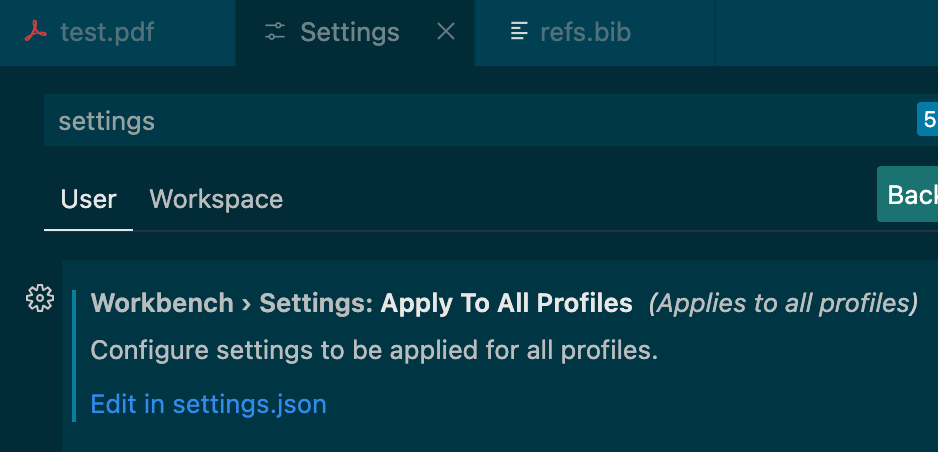 test.pdf Settings refs.bib
settings 5
User Workspace Back
Workbench › Settings: Apply To All Profiles (Applies to all profiles)
Configure settings to be applied for all profiles.
Edit in settings.json